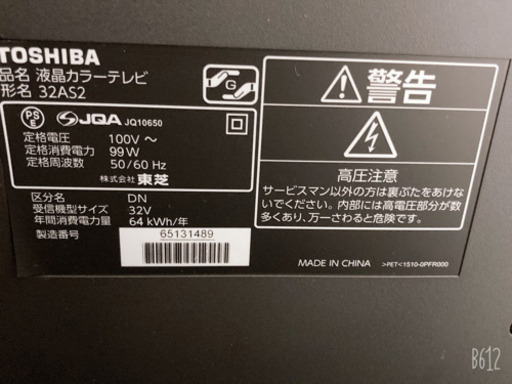 TOSHIBA
品名 液晶カラーテレビ
形名 32AS2
G
PS
E
JQA JQ10650
定格電圧 100V ～
定格消費電力 99W
定格周波数 50/60 Hz
株式会社 東芝
区分名 DN
受信機型サイズ 32V
年間消費電力量 64 kWh/年
製造番号 65131489
警告
高圧注意
サービスマン以外の方は裏ぶたをあけな
いでください。内部には高電圧部分が数
多くあり、万一さわると危険です。
MADE IN CHINA
>PET< 1510-0PFR000
B612